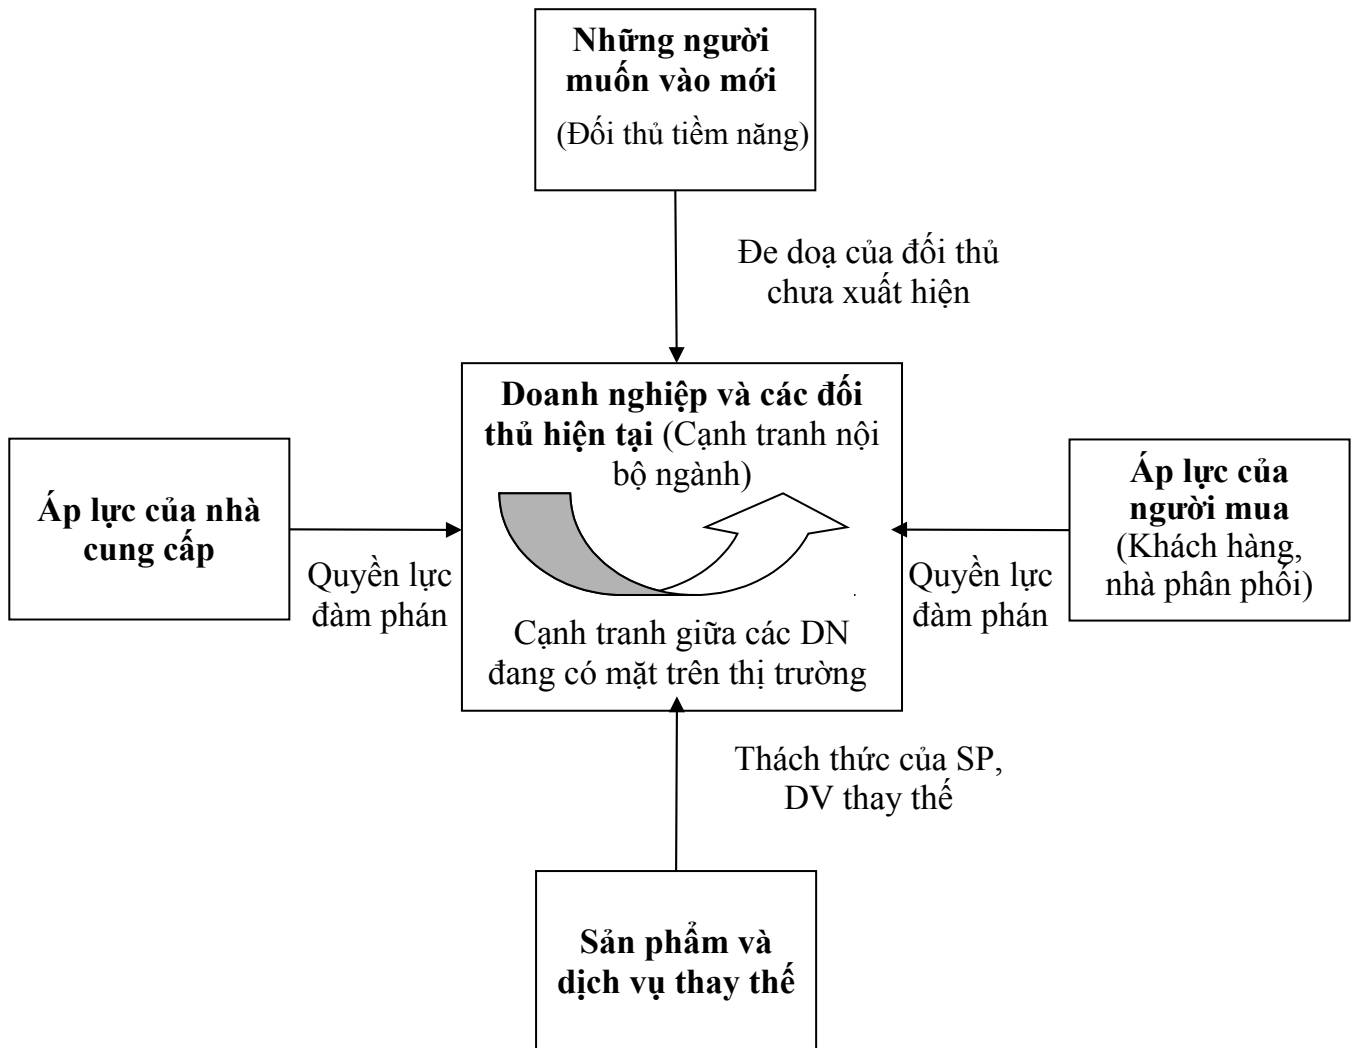 Những người
muốn vào mới
(Đối thủ tiềm năng)
Đe doạ của đối thủ
chưa xuất hiện
Doanh nghiệp và các đối
thủ hiện tại (Cạnh tranh nội
bộ ngành)
Áp lực của nhà
cung cấp
Quyền lực
đàm phán
Áp lực của
người mua
(Khách hàng,
nhà phân phối)
Quyền lực
đàm phán
Cạnh tranh giữa các DN
đang có mặt trên thị trường
Thách thức của SP,
DV thay thế
Sản phẩm và
dịch vụ thay thế